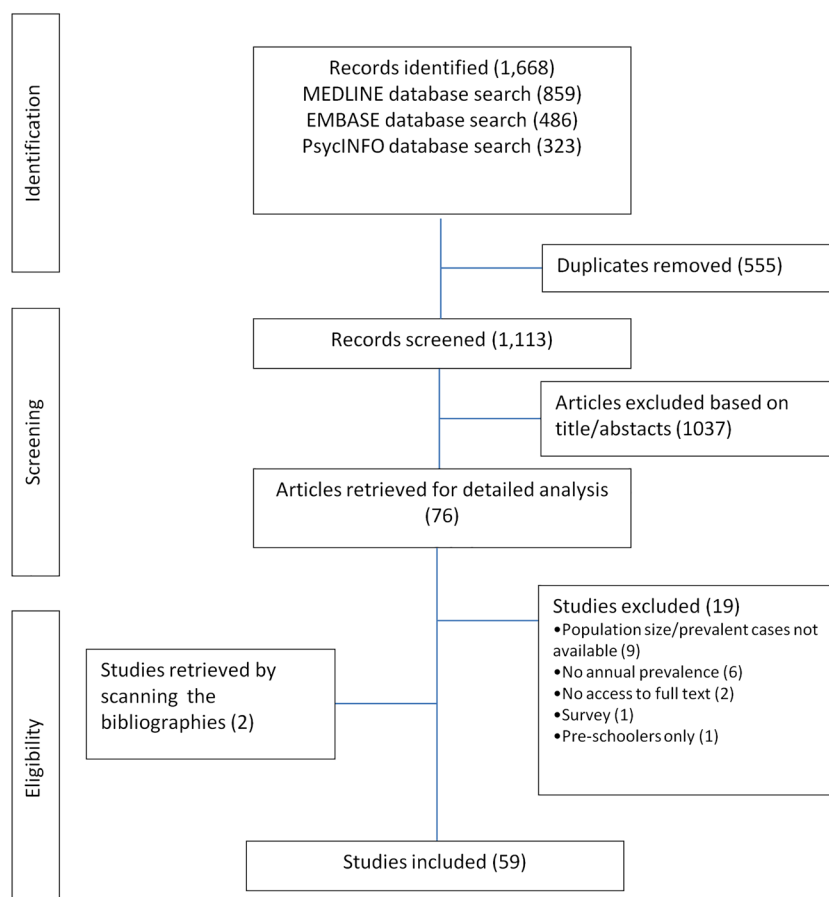 Identification
Records identified (1,668)
MEDLINE database search (859)
EMBASE database search (486)
PsycINFO database search (323)
Duplicates removed (555)
Screening
Records screened (1,113)
Articles excluded based on
title/abstacts (1037)
Articles retrieved for detailed analysis
(76)
Eligibility
Studies excluded (19)
•Population size/prevalent cases not
available (9)
•No annual prevalence (6)
•No access to full text (2)
•Survey (1)
•Pre-schoolers only (1)
Studies retrieved by
scanning the
bibliographies (2)
Studies included (59)